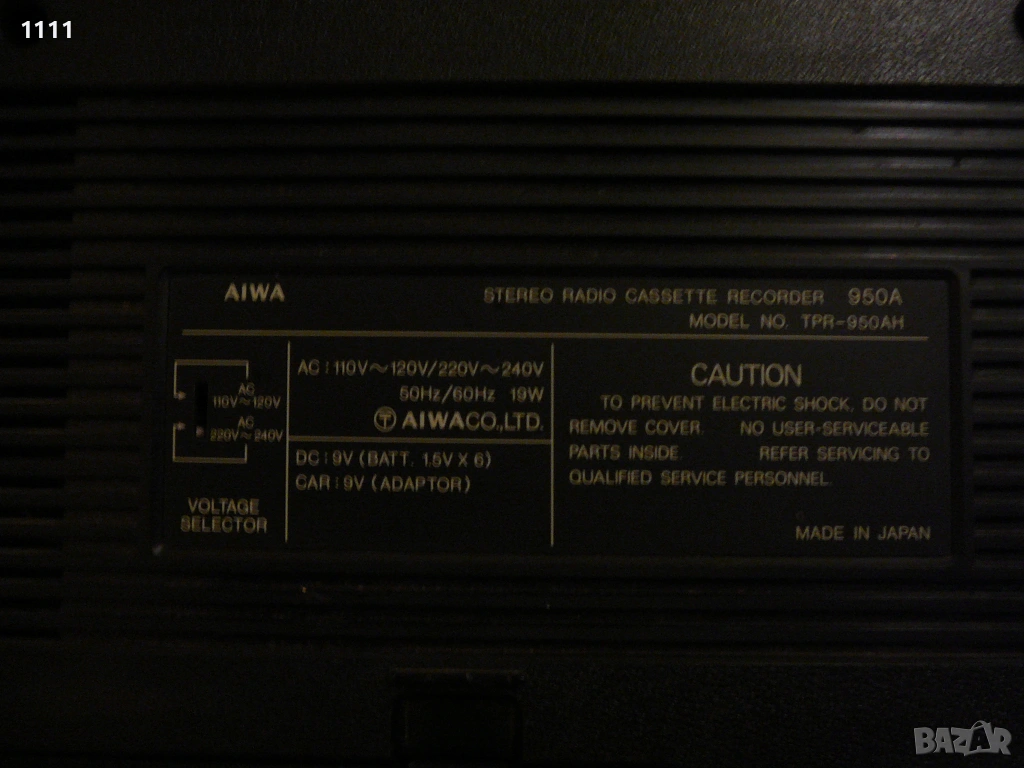 1111
AIWA
STEREO RADIO CASSETTE RECORDER 950A
MODEL NO. TPR-950AH
AC
110V~120V
AC
220V~240V
VOLTAGE
SELECTOR
AC : 110V~120V/220V~240V
50Hz/60Hz 19W
T AIWA CO., LTD.
DC : 9V (BATT. 1.5V X 6)
CAR : 9V (ADAPTOR)
CAUTION
TO PREVENT ELECTRIC SHOCK, DO NOT
REMOVE COVER. NO USER-SERVICEABLE
PARTS INSIDE. REFER SERVICING TO
QUALIFIED SERVICE PERSONNEL.
MADE IN JAPAN
BAZAR